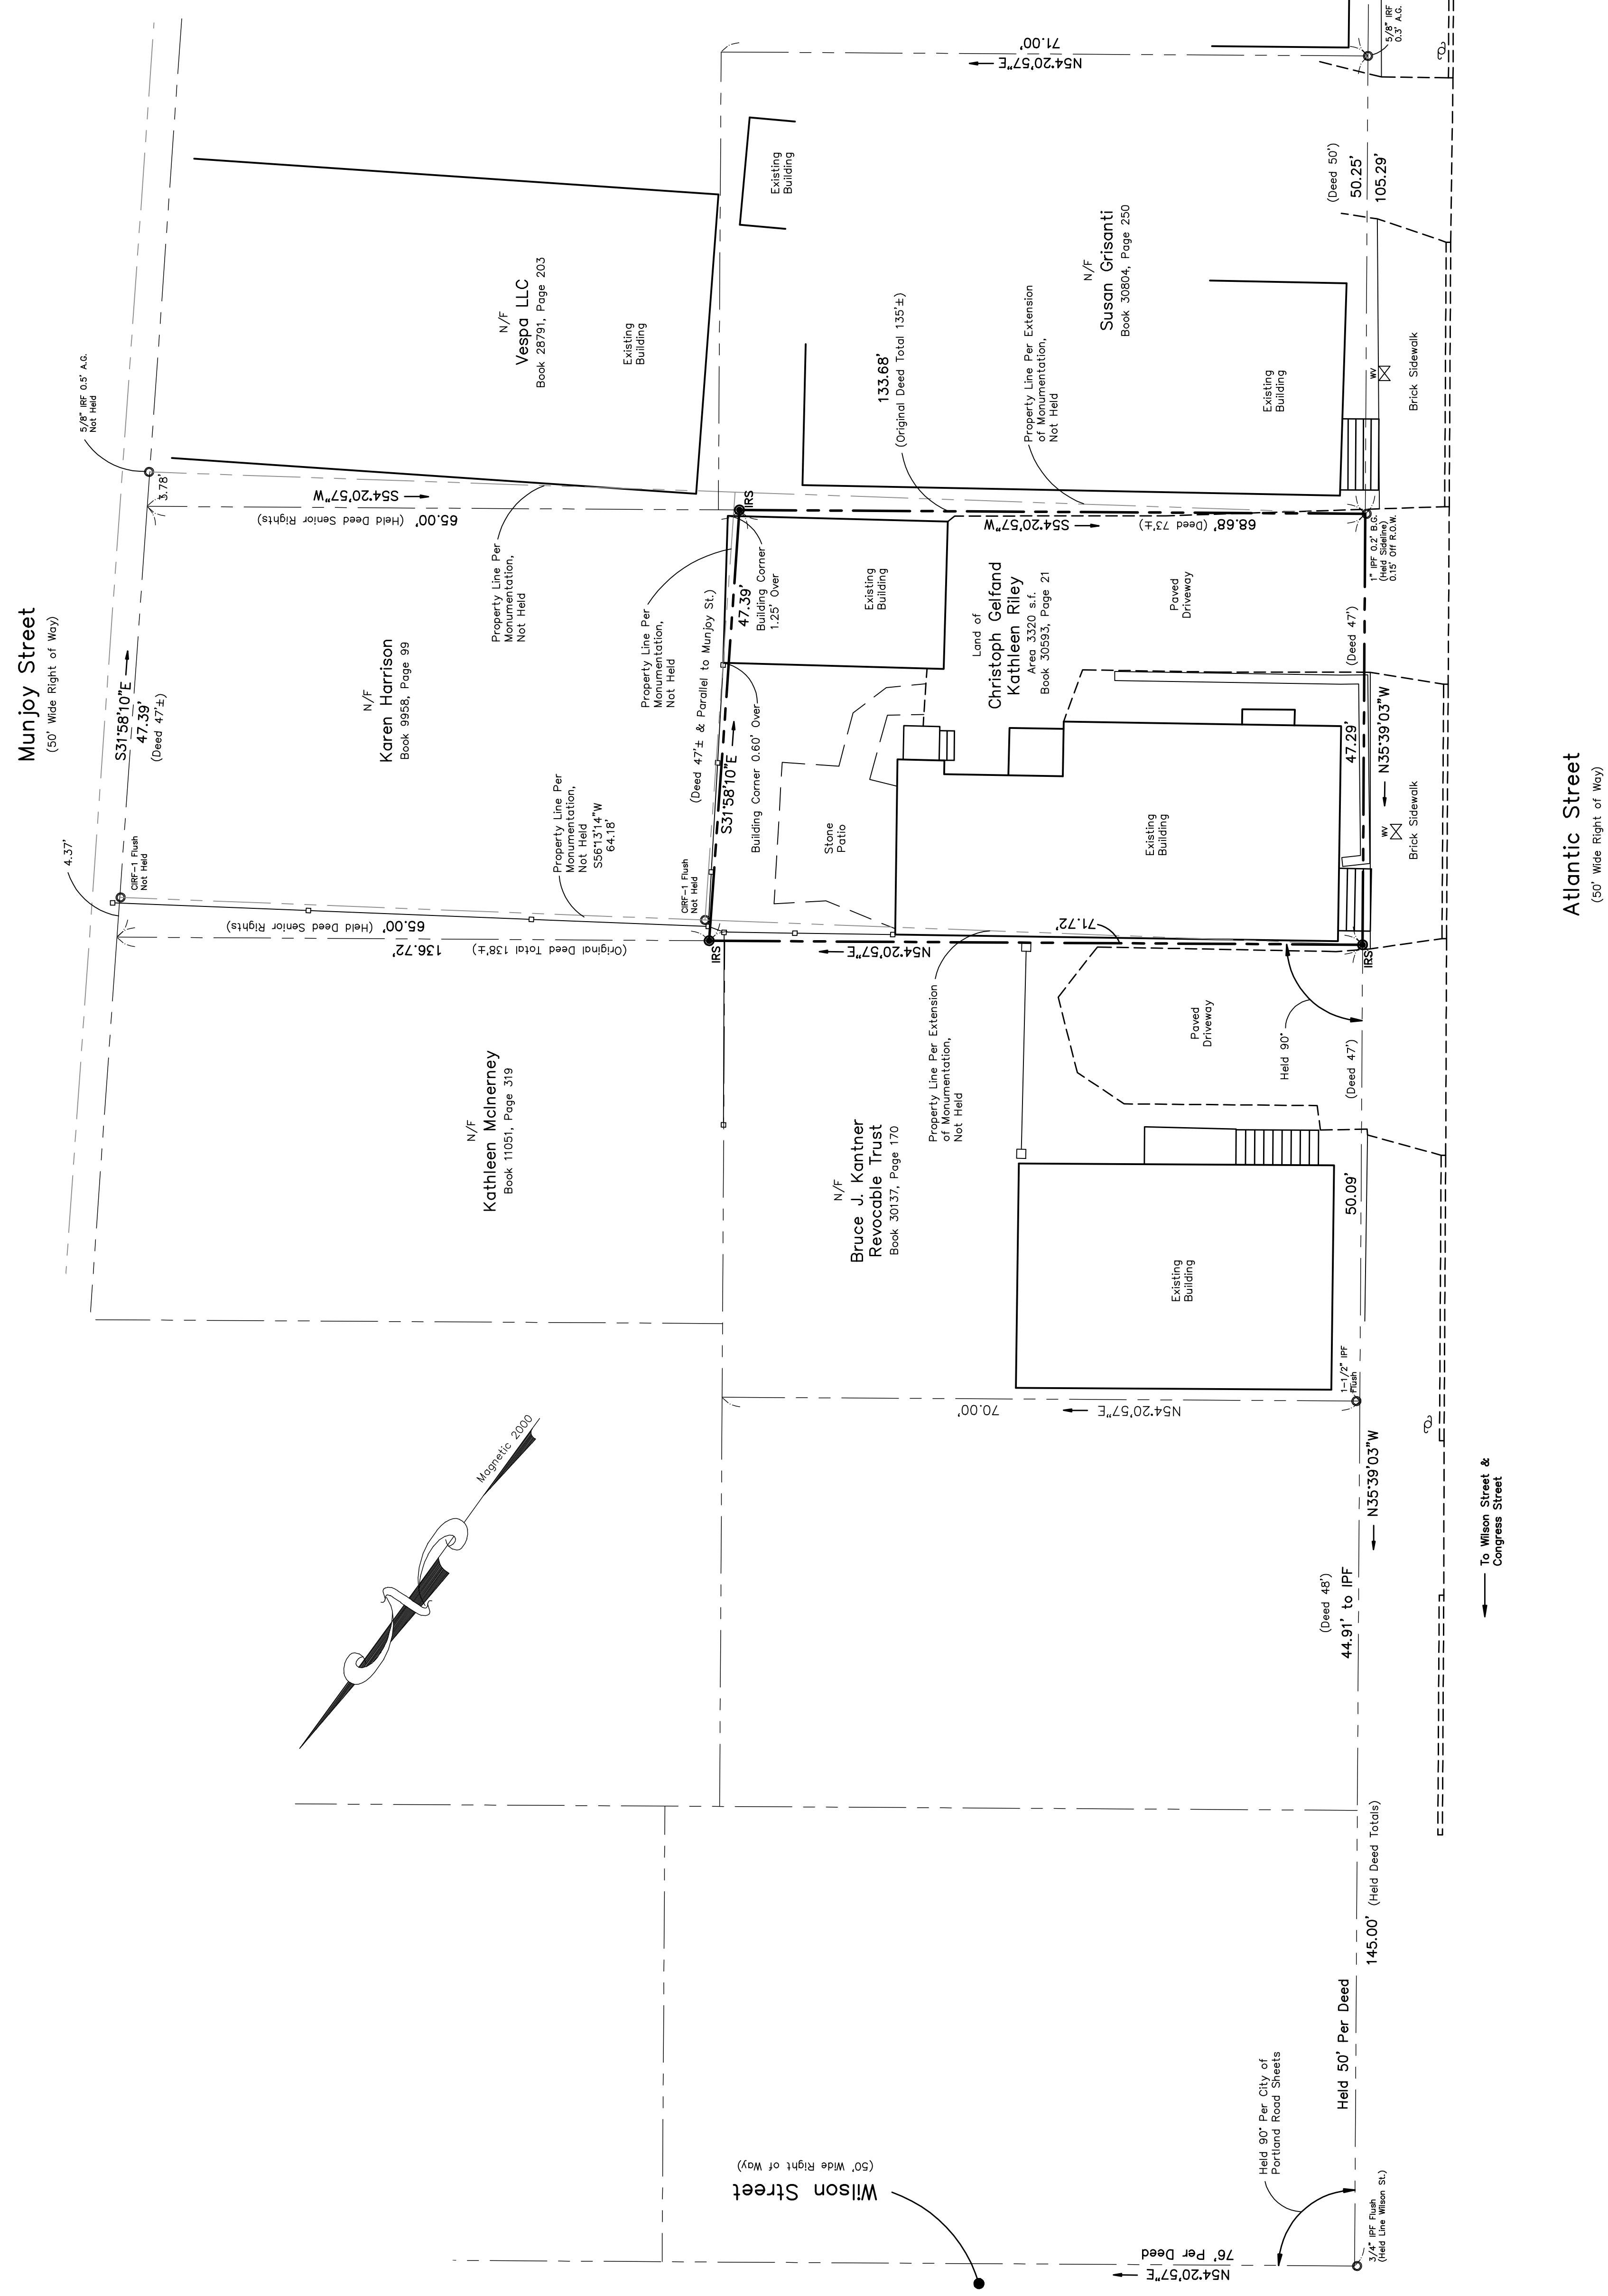 Munjoy Street
(50' Wide Right of Way)
5/8" IRF 0.5' A.G.
Not Held
3.78'
S31°58'10"E
47.39'
(Deed 47'±)
4.37'
CIRF-1 Flush
Not Held
65.00' (Held Senior Deed Rights)
S54°20'57"W
N/F
Karen Harrison
Book 9958, Page 99
Property Line Per
Monumentation,
Not Held
Property Line Per
Monumentation,
Not Held
Property Line Per
Monumentation,
Not Held
S56°13'14"W
64.18'
CIRF-1 Flush
Not Held
65.00' (Held Senior Deed Rights)
136.72'
(Original Deed Total 138'±)
N/F
Vespa LLC
Book 28791, Page 203
Existing
Building
Existing
Building
71.00'
N54°20'57"E
5/8" IRF
0.3' A.G.
(Deed 50')
50.25'
105.29'
N/F
Susan Grisanti
Book 30804, Page 250
133.68'
(Original Deed Total 135'±)
Property Line Per Extension
of Monumentation,
Not Held
Existing
Building
WV
Brick Sidewalk
IRS
S54°20'57"W
68.68' (Deed 73'±)
1" IPF 0.2' B.G.
(Held Sideline)
0.15' Off R.O.W.
(Deed 47'± & Parallel to Munjoy St.)
S31°58'10"E
47.39'
Building Corner
1.25' Over
Building Corner 0.60' Over
Existing
Building
Land of
Christoph Gelfand
Kathleen Riley
Area 3320 s.f.
Book 30593, Page 21
Paved
Driveway
Stone
Patio
Existing
Building
(Deed 47')
47.29'
N35°39'03"W
WV
Brick Sidewalk
IRS
71.72'
N54°20'57"E
IRS
Property Line Per Extension
of Monumentation,
Not Held
Held 90°
Paved
Driveway
(Deed 47')
50.09'
N/F
Kathleen McInerney
Book 11051, Page 319
N/F
Bruce J. Kantner
Revocable Trust
Book 30137, Page 170
Existing
Building
1-1/2" IPF
Flush
70.00'
N54°20'57"E
Magnetic 2000
N35°39'03"W
(Deed 48')
44.91' to IPF
To Wilson Street &
Congress Street
Atlantic Street
(50' Wide Right of Way)
145.00' (Held Deed Totals)
Held 50' Per Deed
Held 90° Per City of
Portland Road Sheets
3/4" IPF Flush
(Held Line Wilson St.)
Wilson Street
(50' Wide Right of Way)
76' Per Deed
N54°20'57"E